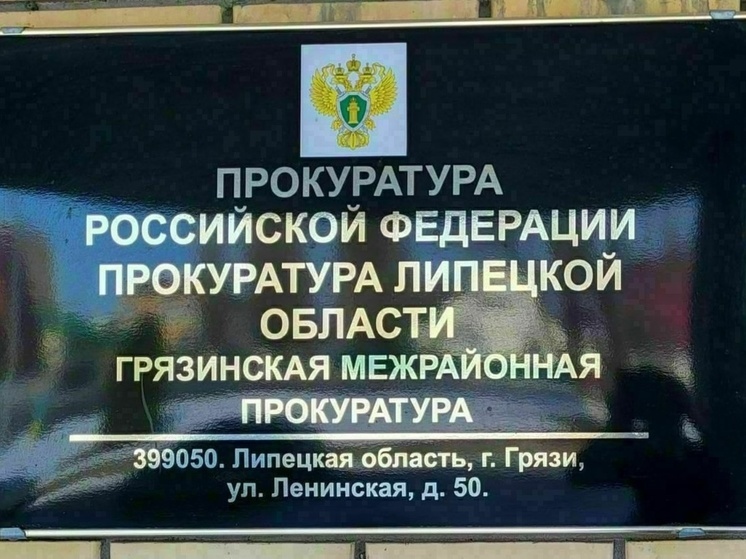 ПРОКУРАТУРА
РОССИЙСКОЙ ФЕДЕРАЦИИ
ПРОКУРАТУРА ЛИПЕЦКОЙ
ОБЛАСТИ
ГРЯЗИНСКАЯ МЕЖРАЙОННАЯ
ПРОКУРАТУРА
399050. Липецкая область, г. Грязи,
ул. Ленинская, д. 50.